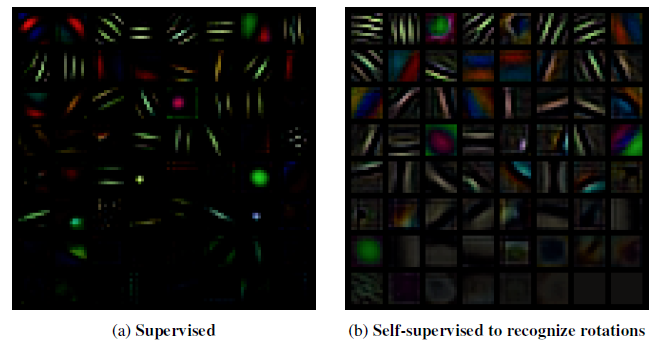 (a) Supervised
(b) Self-supervised to recognize rotations